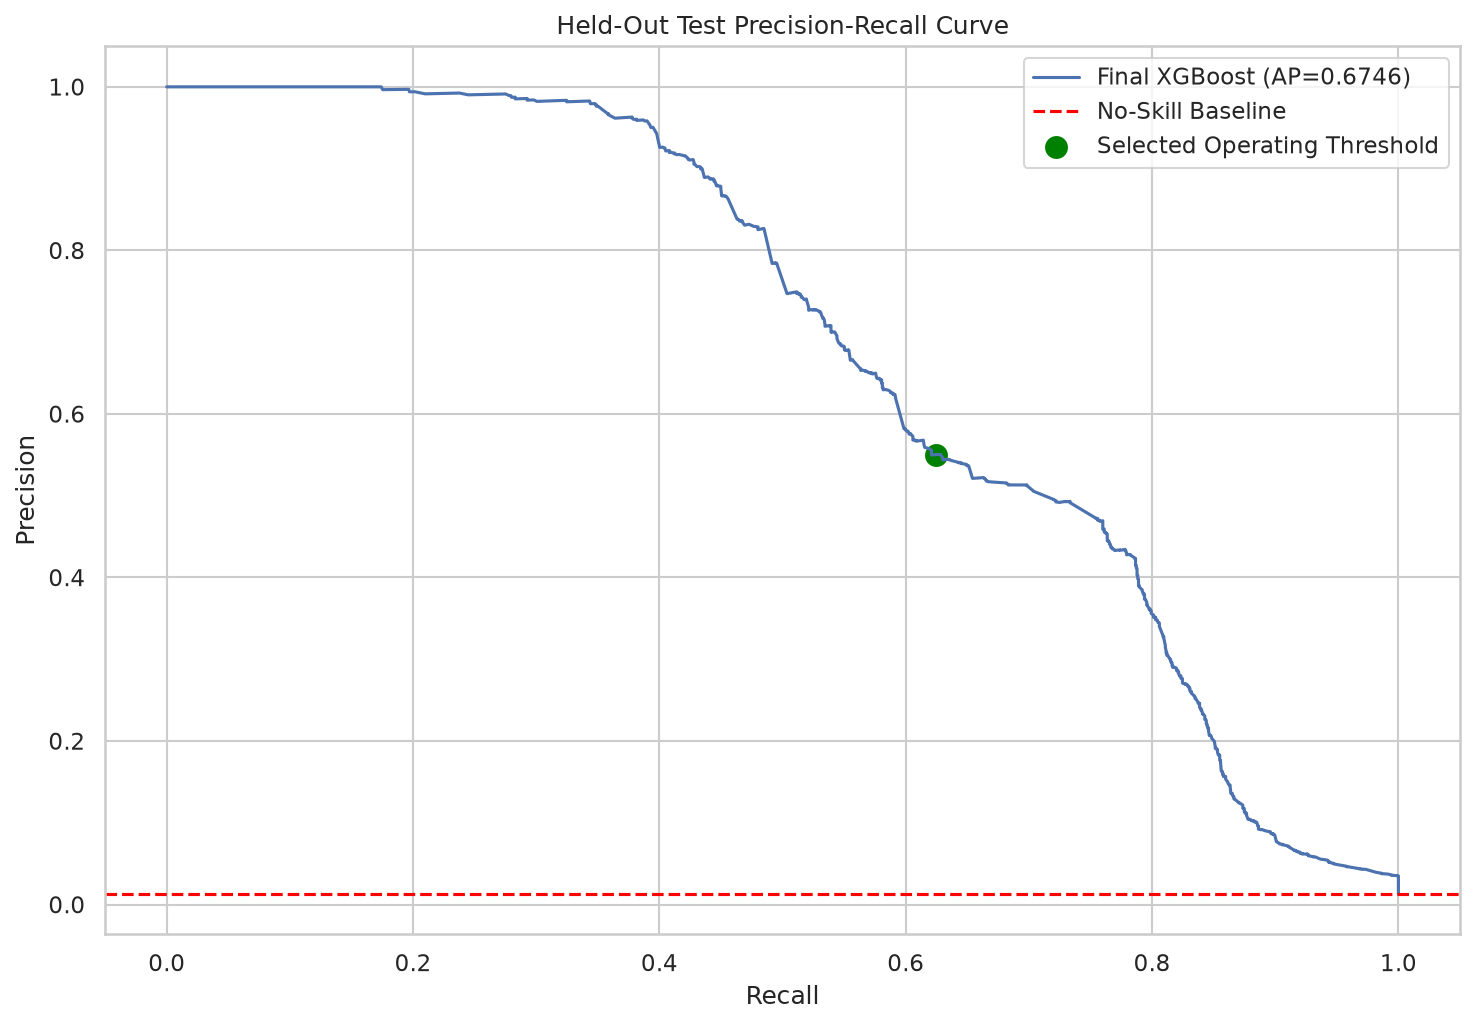 Held-Out Test Precision-Recall Curve
Final XGBoost (AP=0.6746)
No-Skill Baseline
Selected Operating Threshold
Precision
1.0
0.8
0.6
0.4
0.2
0.0
0.0 0.2 0.4 0.6 0.8 1.0
Recall